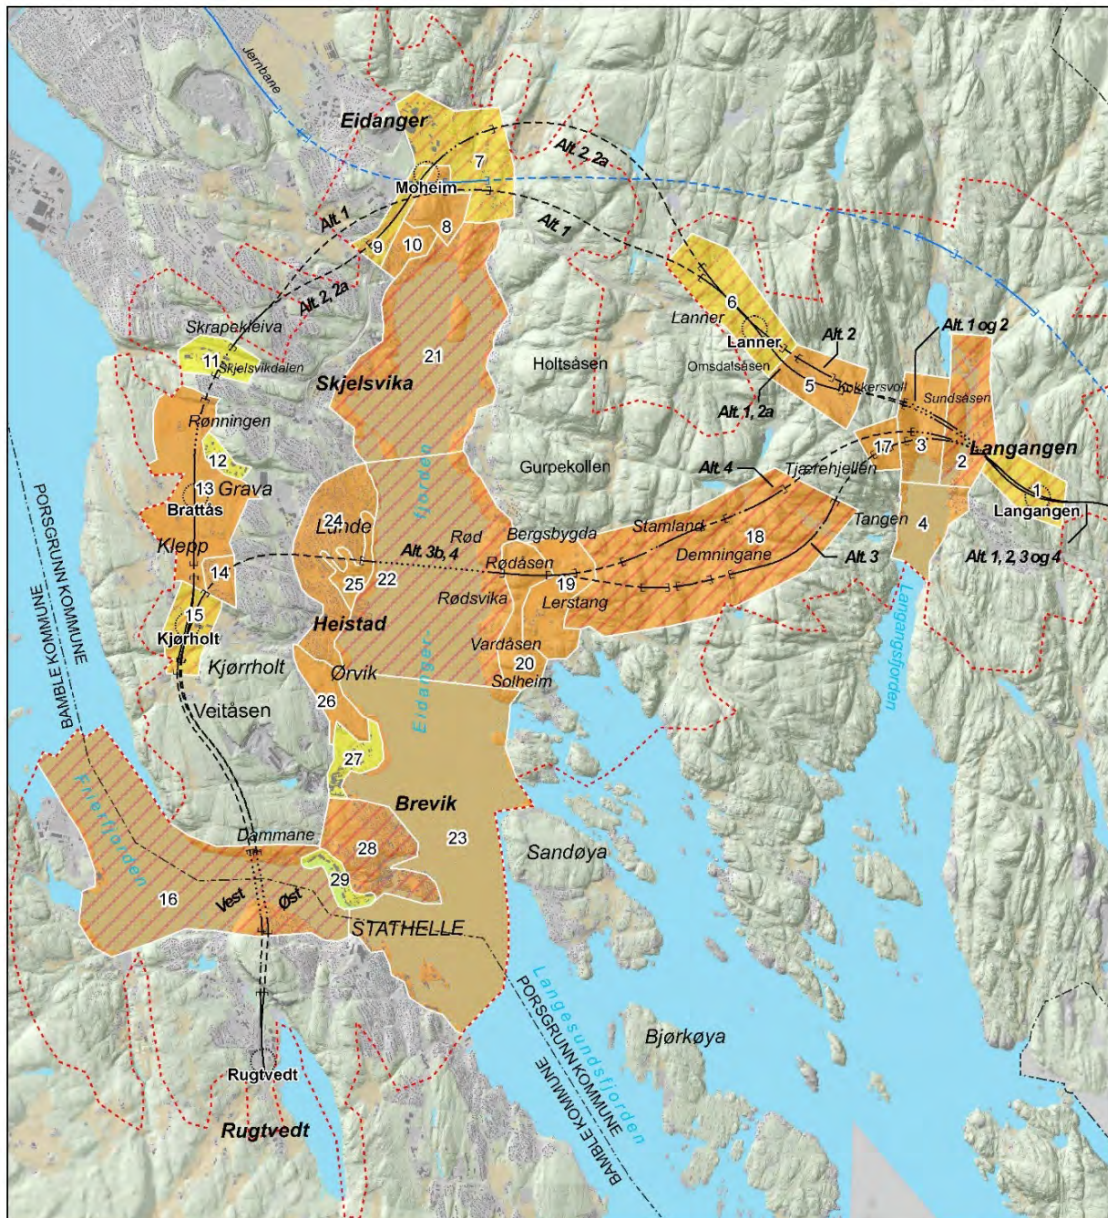 Jernbane
Eidanger
Alt. 2, 2a
7
Moheim
Alt. 1
Alt. 1
8
9
10
Alt. 2, 2a
6
Lanner
Lanner
Alt. 2
Alt. 1 og 2
Skrapekleiva
11
Skjelsvikdalen
21
Holtsåsen
Omsdalsåsen
5
Kokkersvoll
Sundsåsen
Skjelsvika
Alt. 1, 2a
Rønningen
17
3
2
Langangen
12
Gurpekollen
Alt. 4
Tjærehjellen
13
Grava
1
Brattås
Langangen
PORSGRUNN KOMMUNE
BAMBLE KOMMUNE
24
Lunde
Eidanger-
fjorden
Rød
Bergsbygda
Stamland
18
Tangen
4
Klepp
Alt. 3b, 4
Demningane
Alt. 3
Alt. 1, 2, 3 og 4
14
25
22
Rødåsen
19
Rødsvika
Lerstang
15
Kjørholt
Heistad
Vardåsen
Langangsfjorden
Kjørrholt
Ørvik
20
Solheim
Veitåsen
26
27
Frierfjorden
Brevik
23
Dammane
28
Sandøya
16
Vest
Øst
29
STATHELLE
Langesundsfjorden
PORSGRUNN KOMMUNE
BAMBLE KOMMUNE
Bjørkøya
Rugtvedt
Rugtvedt